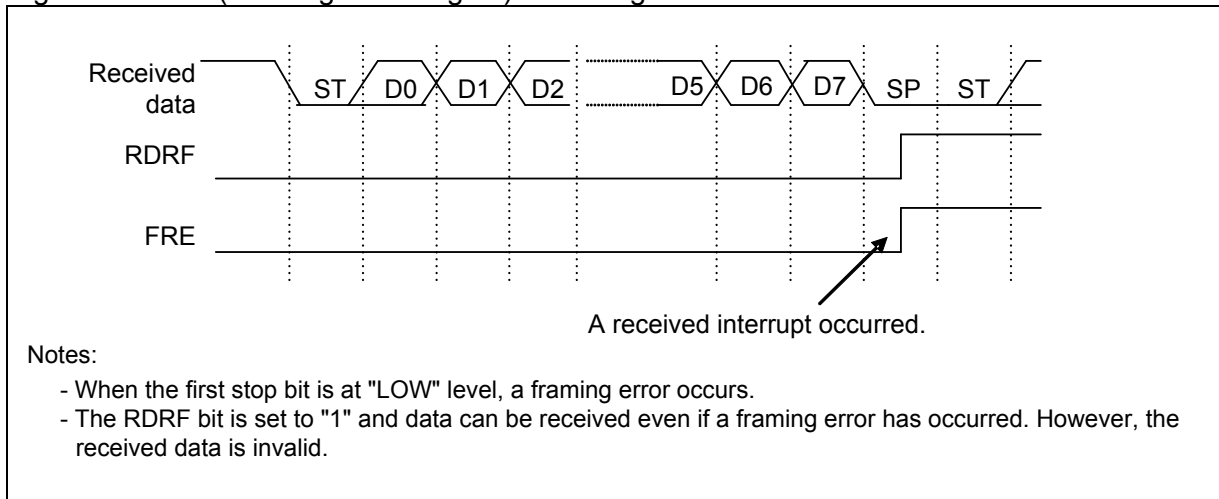 Received
data
ST D0 D1 D2 D5 D6 D7 SP ST
RDRF
FRE
A received interrupt occurred.
Notes:
- When the first stop bit is at "LOW" level, a framing error occurs.
- The RDRF bit is set to "1" and data can be received even if a framing error has occurred. However, the
received data is invalid.